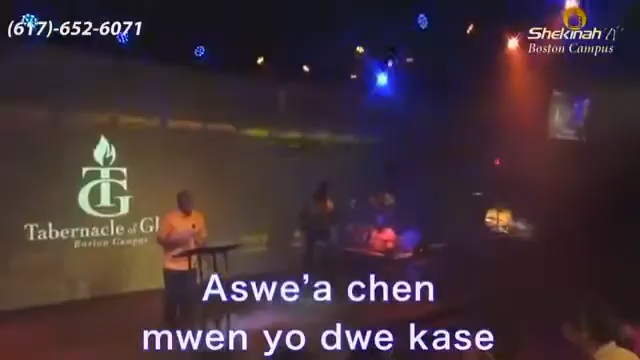 (617)-652-6071
Shekinah
Boston Campus
TG
Tabernacle of Gl
Boston Campus
Aswe'a chen
mwen yo dwe kase